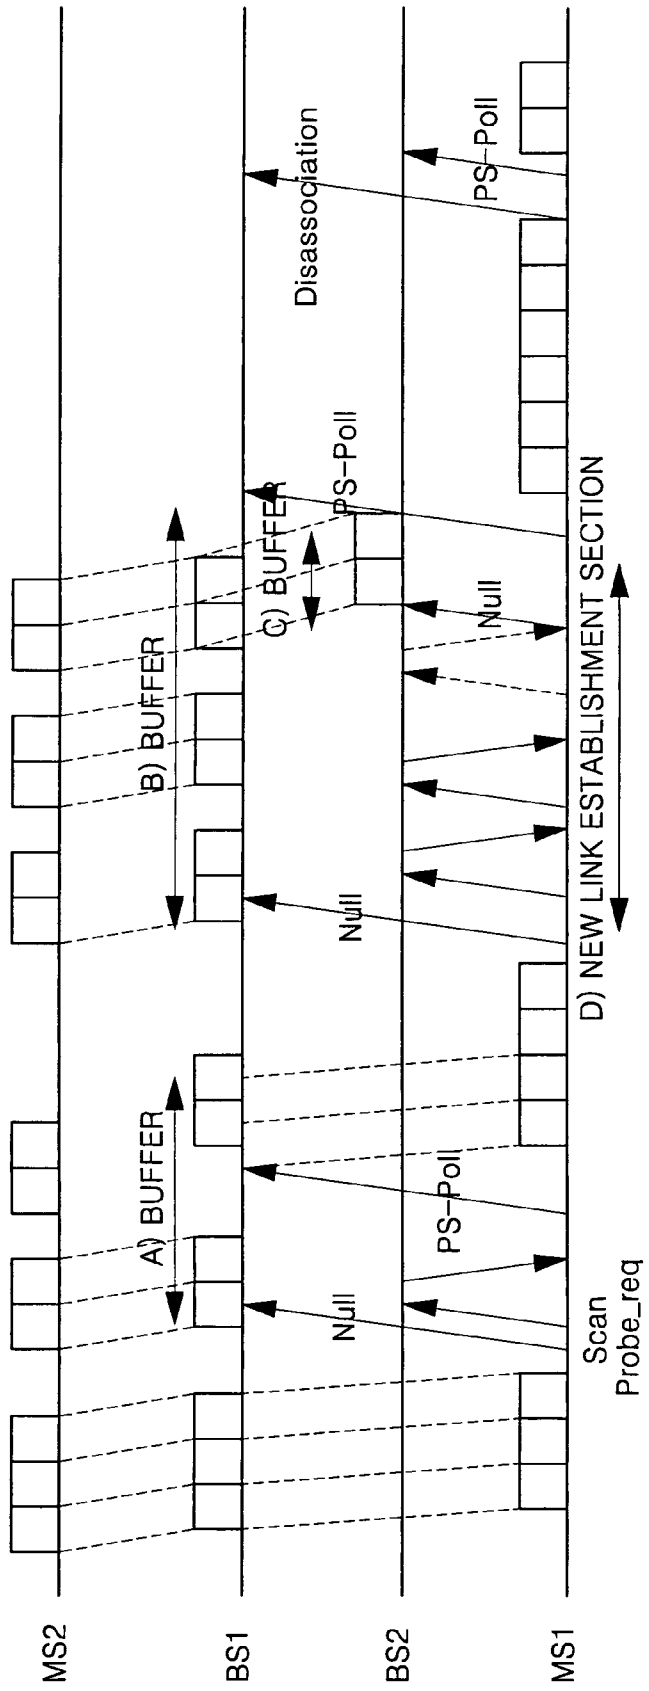 MS2
BS1
BS2
MS1
A) BUFFER
B) BUFFER
C) BUFFER
PS-Poll
Disassociation
Null
Null
PS-Poll
Null
PS-Poll
Scan
Probe_req
D) NEW LINK ESTABLISHMENT SECTION